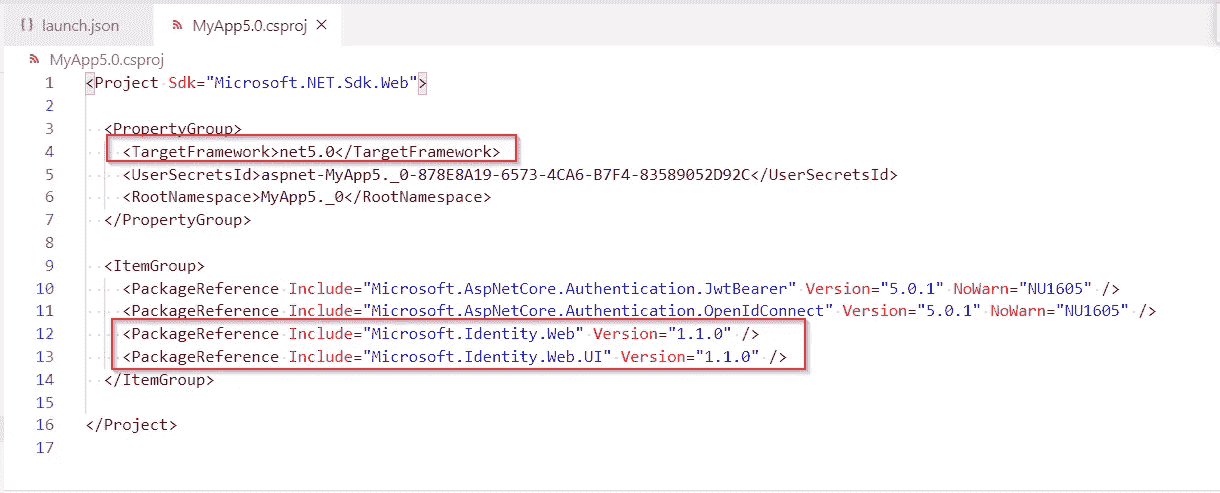 {} launch.json MyApp5.0.csproj ×
MyApp5.0.csproj
1 <Project Sdk="Microsoft.NET.Sdk.Web">
2
3 <PropertyGroup>
4 <TargetFramework>net5.0</TargetFramework>
5 <UserSecretsId>aspnet-MyApp5._0-878E8A19-6573-4CA6-B7F4-83589052D92C</UserSecretsId>
6 <RootNamespace>MyApp5._0</RootNamespace>
7 </PropertyGroup>
8
9 <ItemGroup>
10 <PackageReference Include="Microsoft.AspNetCore.Authentication.JwtBearer" Version="5.0.1" NoWarn="NU1605" />
11 <PackageReference Include="Microsoft.AspNetCore.Authentication.OpenIdConnect" Version="5.0.1" NoWarn="NU1605" />
12 <PackageReference Include="Microsoft.Identity.Web" Version="1.1.0" />
13 <PackageReference Include="Microsoft.Identity.Web.UI" Version="1.1.0" />
14 </ItemGroup>
15
16 </Project>
17